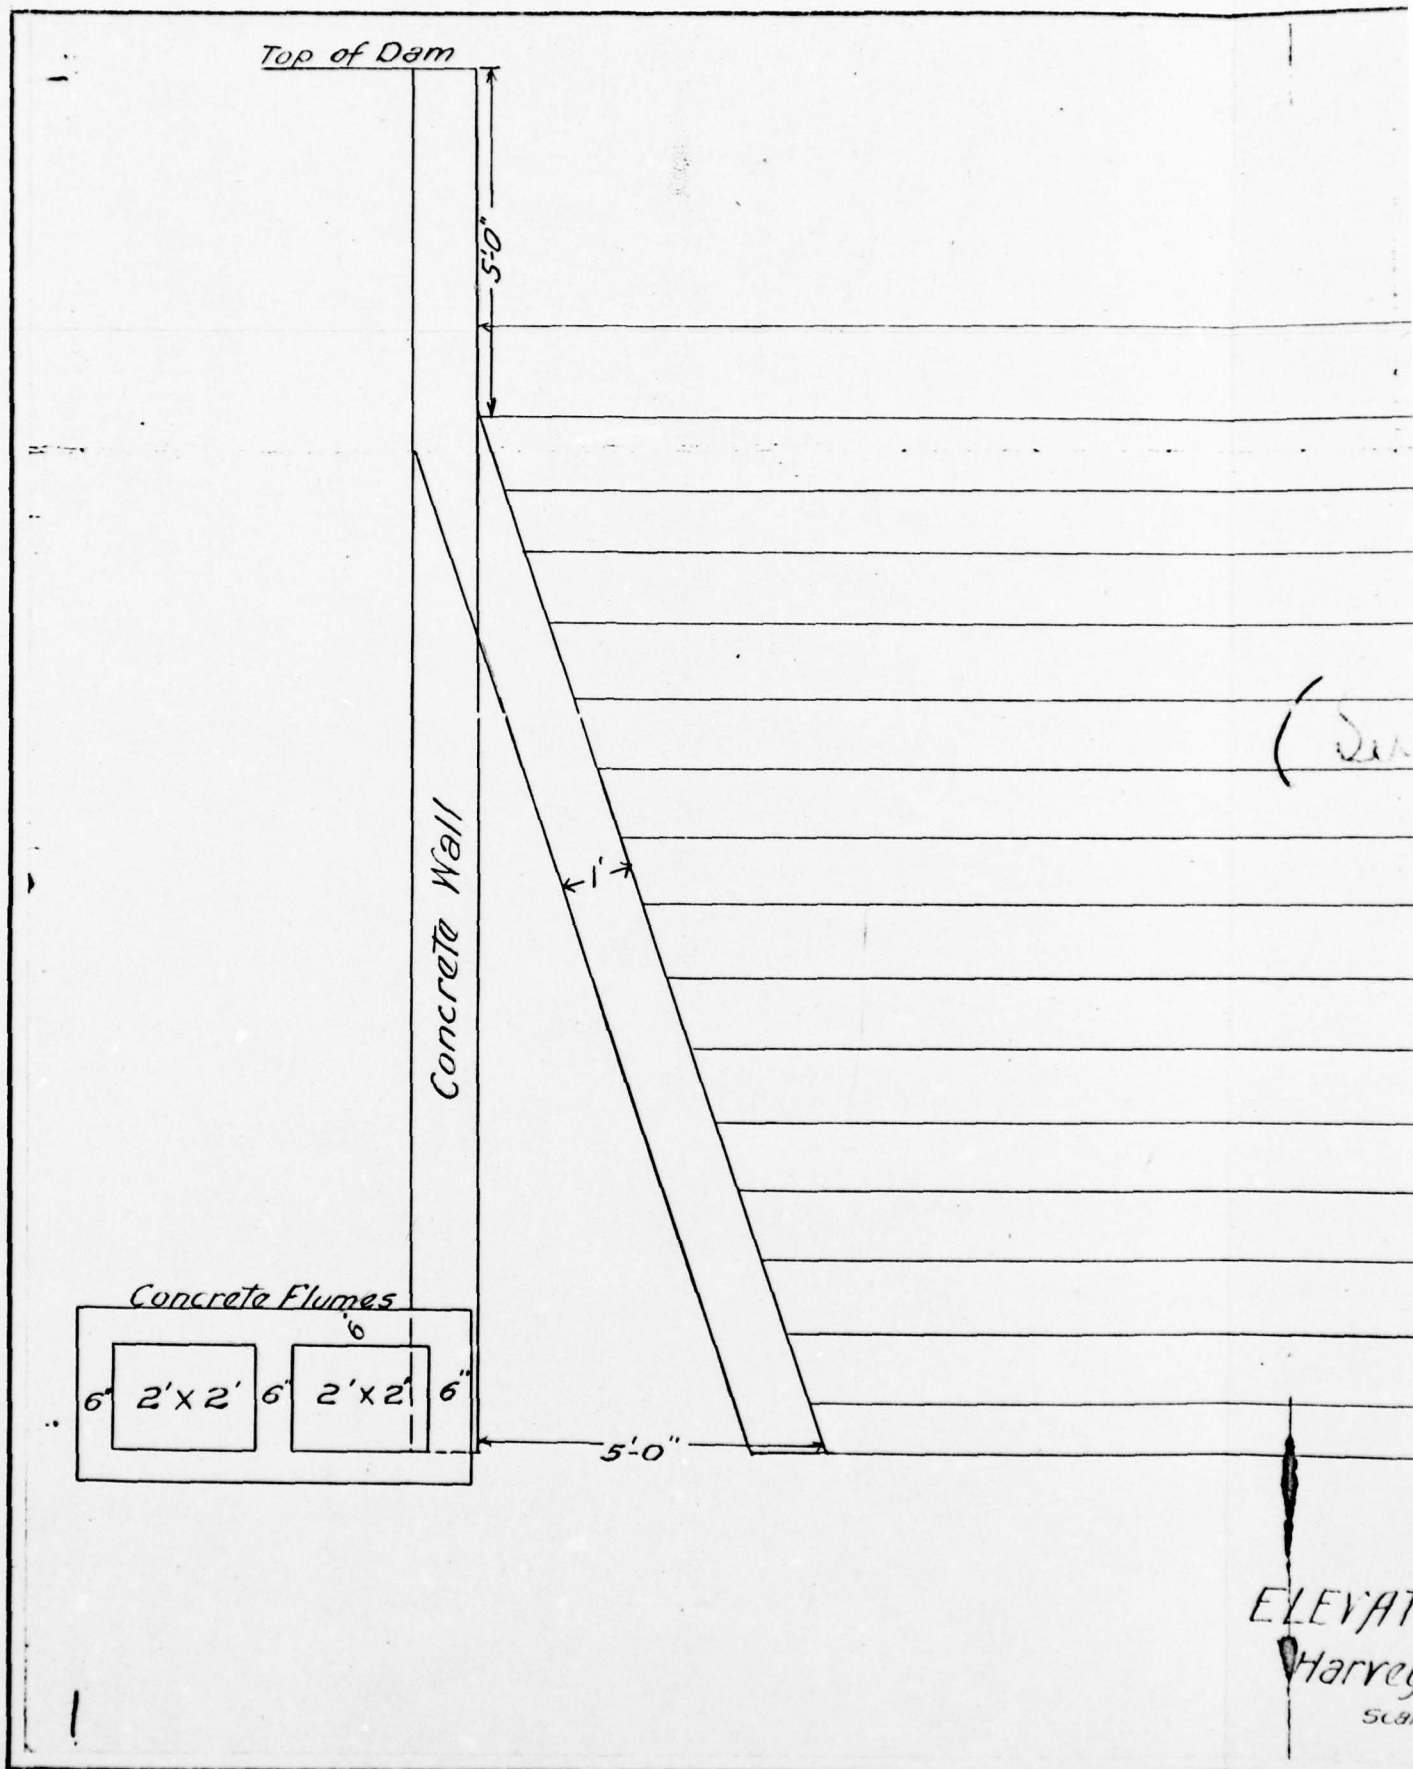 Top of Dam
5'-0"
Concrete Wall
1'
Concrete Flumes
6"
6" 2' x 2' 6" 2' x 2' 6"
5'-0"
ELEVAT
Harvey